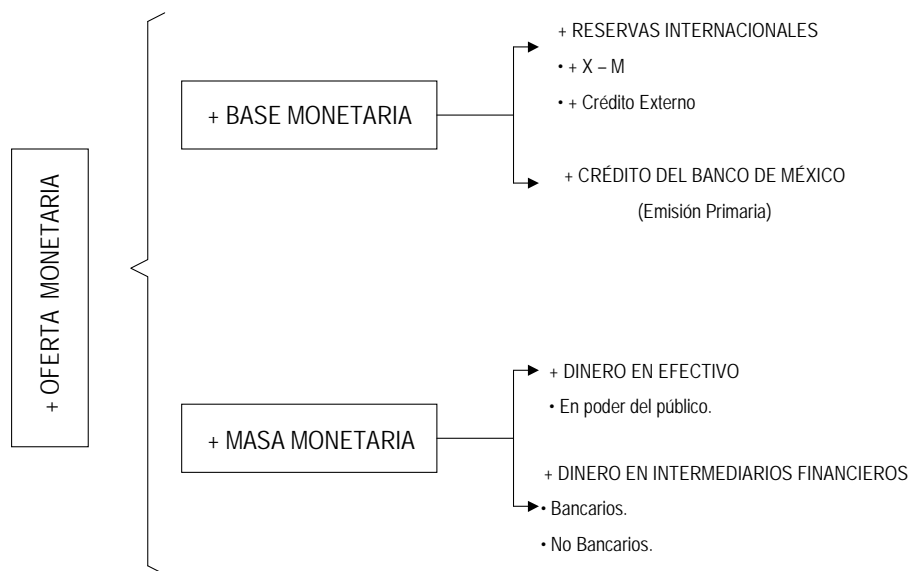 + OFERTA MONETARIA
+ BASE MONETARIA
+ RESERVAS INTERNACIONALES
• + X – M
• + Crédito Externo
+ CRÉDITO DEL BANCO DE MÉXICO
(Emisión Primaria)
+ MASA MONETARIA
+ DINERO EN EFECTIVO
• En poder del público.
+ DINERO EN INTERMEDIARIOS FINANCIEROS
• Bancarios.
• No Bancarios.